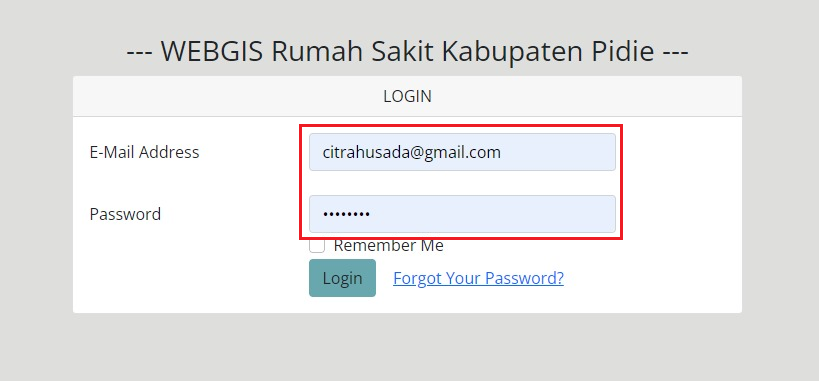 --- WEBGIS Rumah Sakit Kabupaten Pidie ---
LOGIN
E-Mail Address citrahusada@gmail.com
Password ••••••••
Remember Me
Login Forgot Your Password?